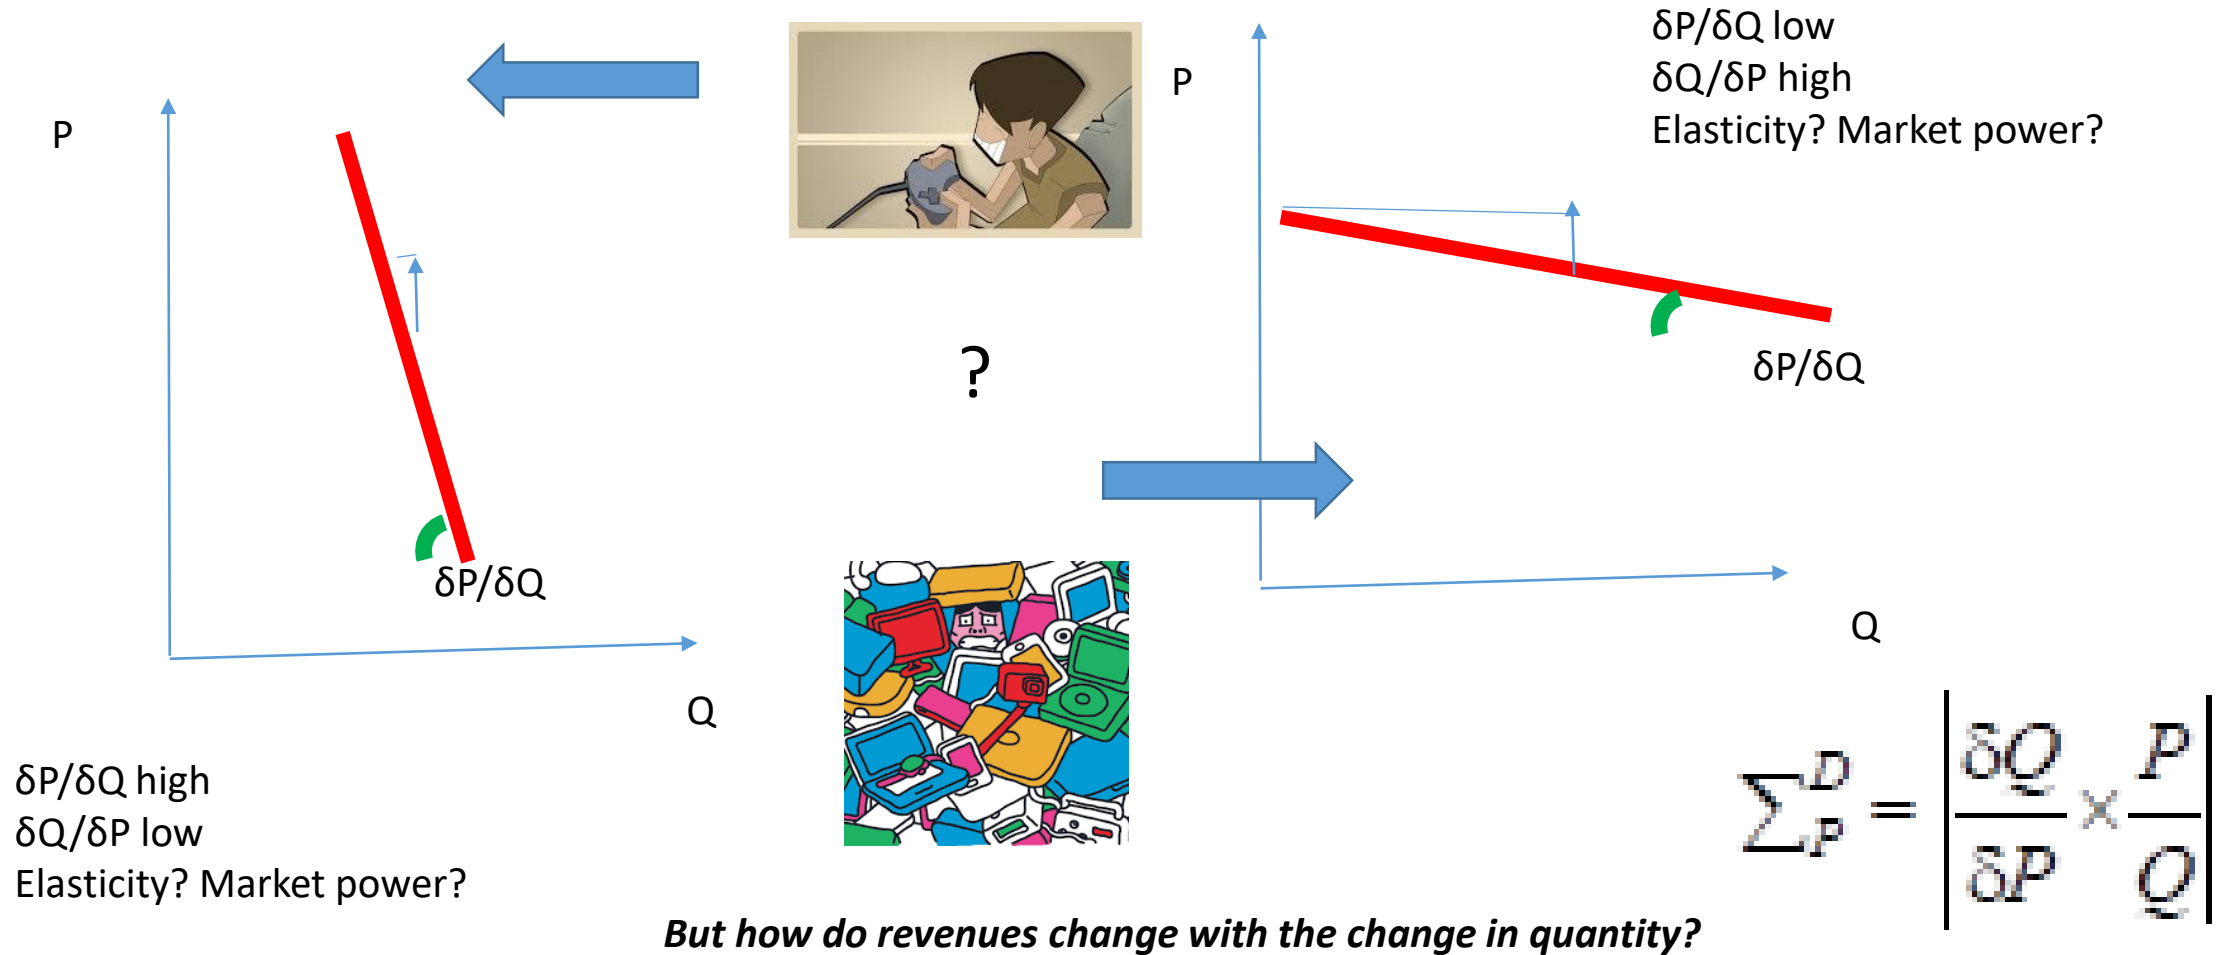 δP/δQ low
δQ/δP high
Elasticity? Market power?
P
P
?
δP/δQ
δP/δQ
Q
Q
δP/δQ high
δQ/δP low
Elasticity? Market power?
∑ᴰ_P = | δQ/δP × P/Q |
But how do revenues change with the change in quantity?